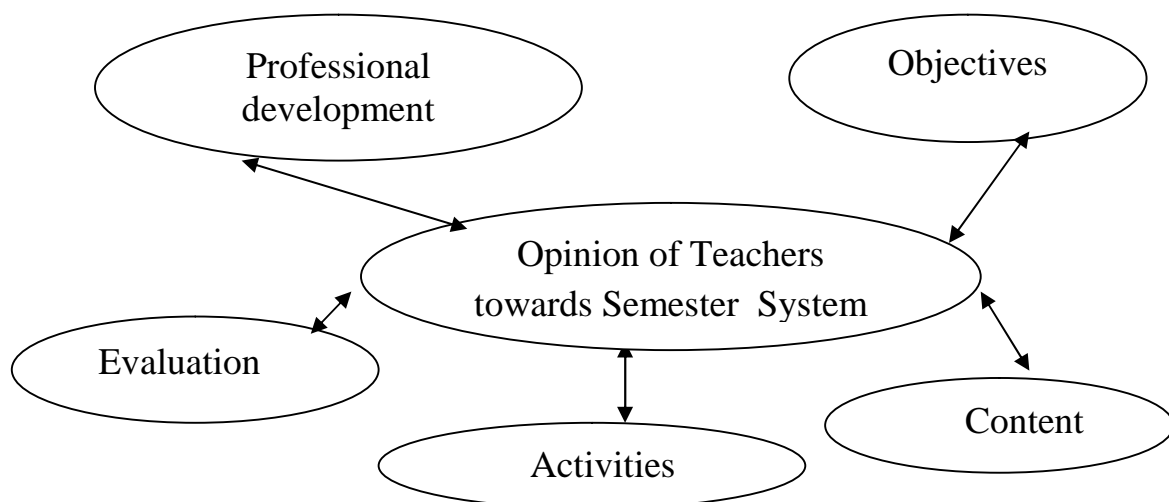 Professional
development
Objectives
Opinion of Teachers
towards Semester  System
Evaluation
Content
Activities